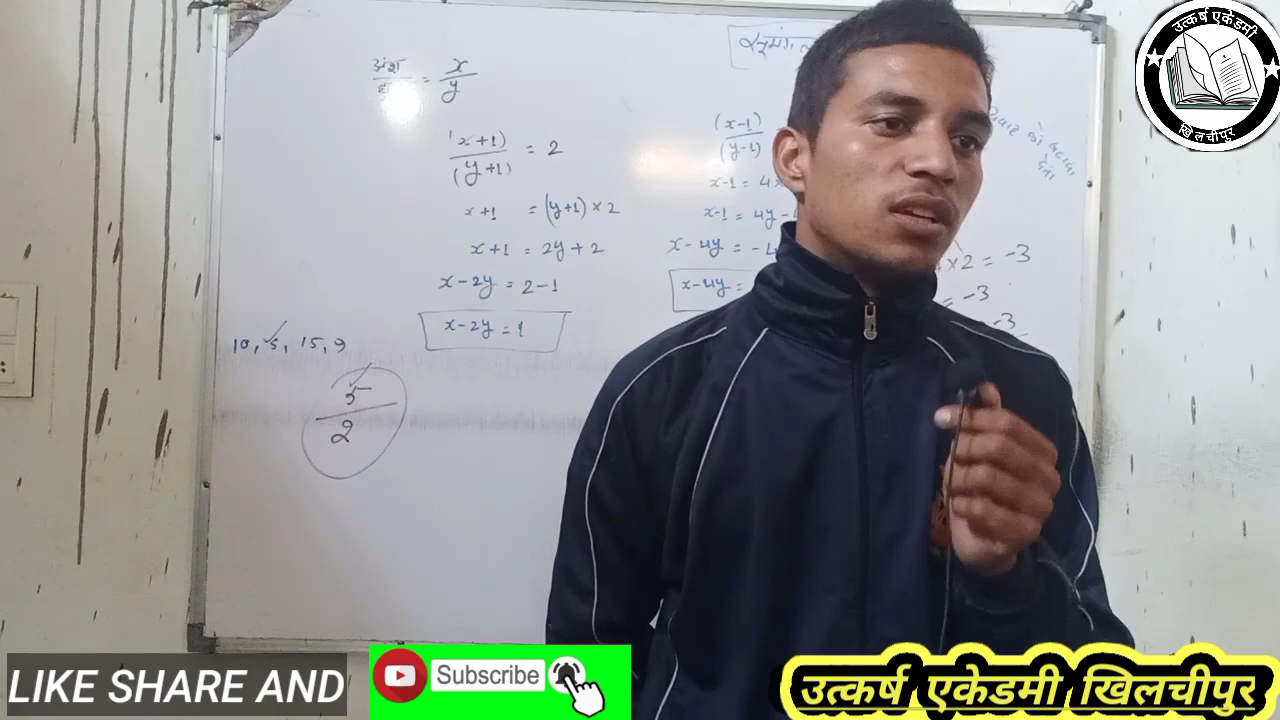 उत्कर्ष एकेडमी
खिलचीपुर
अंश = x/y
(x+1)/(y+1) = 2
x+1 = (y+1)×2
x+1 = 2y+2
x-2y = 2-1
x-2y = 1
(x-1)
(y-1)
x-1 = 4
x-1 = 4y-
x-4y = -4
x-4y =
×2 = -3
= -3
-3
10, 5, 15, 9
5/2
LIKE SHARE AND
Subscribe
उत्कर्ष एकेडमी खिलचीपुर